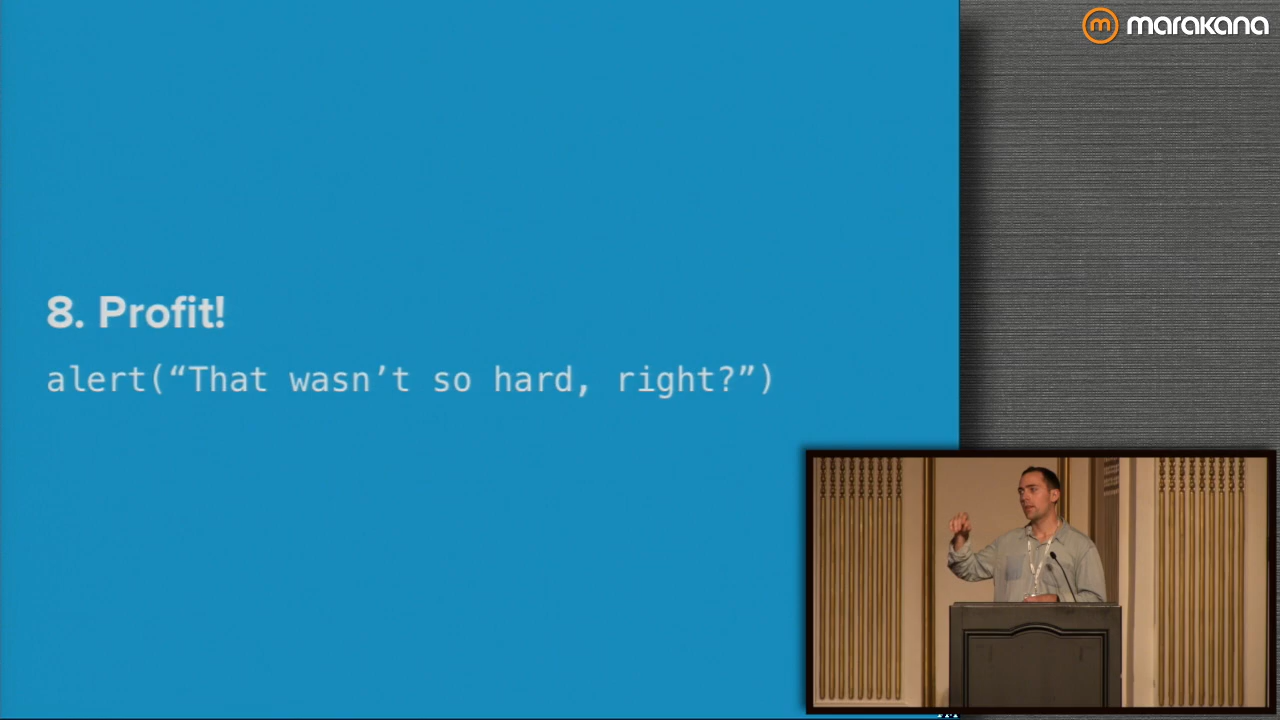 marakana
8. Profit!
alert(“That wasn’t so hard, right?”)